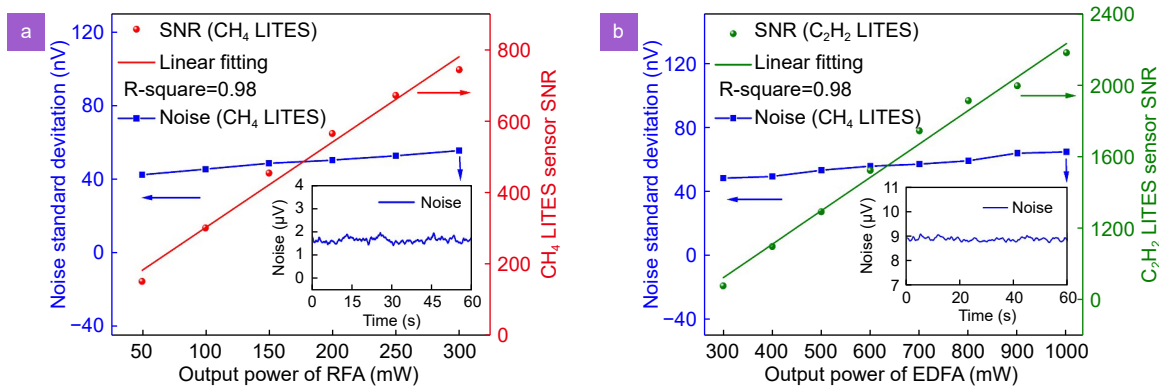 a
SNR (CH₄ LITES)
Linear fitting
R-square=0.98
Noise (CH₄ LITES)
Noise standard devitation (nV)
120
80
40
0
−40
CH₄ LITES sensor SNR
800
600
400
200
0
50 100 150 200 250 300
Output power of RFA (mW)
Noise
Noise (μV)
4
3
2
1
0
0 15 30 45 60
Time (s)
b
SNR (C₂H₂ LITES)
Linear fitting
R-square=0.98
Noise (CH₄ LITES)
Noise standard devitation (nV)
120
80
40
0
−40
C₂H₂ LITES sensor SNR
2400
2000
1600
1200
800
400
0
300 400 500 600 700 800 900 1000
Output power of EDFA (mW)
Noise
Noise (μV)
11
10
9
8
7
0 20 40 60
Time (s)